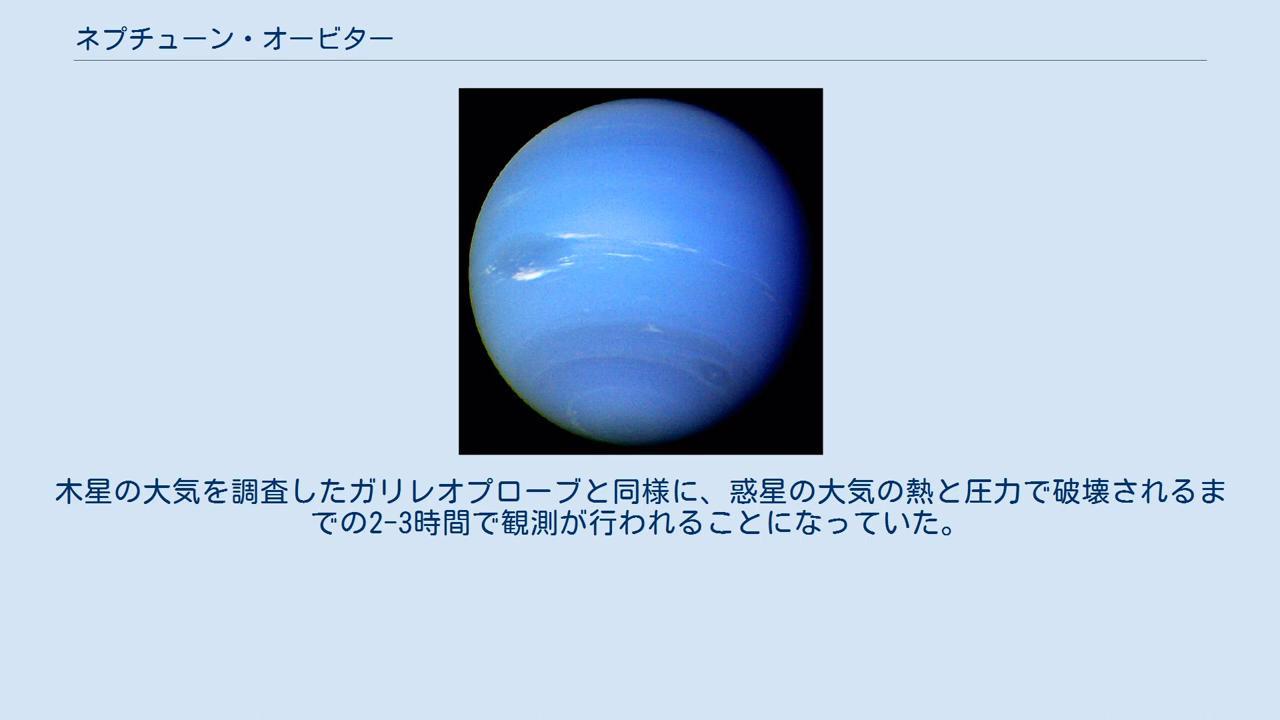 ネプチューン・オービター
木星の大気を調査したガリレオプローブと同様に、惑星の大気の熱と圧力で破壊されるま
での2-3時間で観測が行われることになっていた。